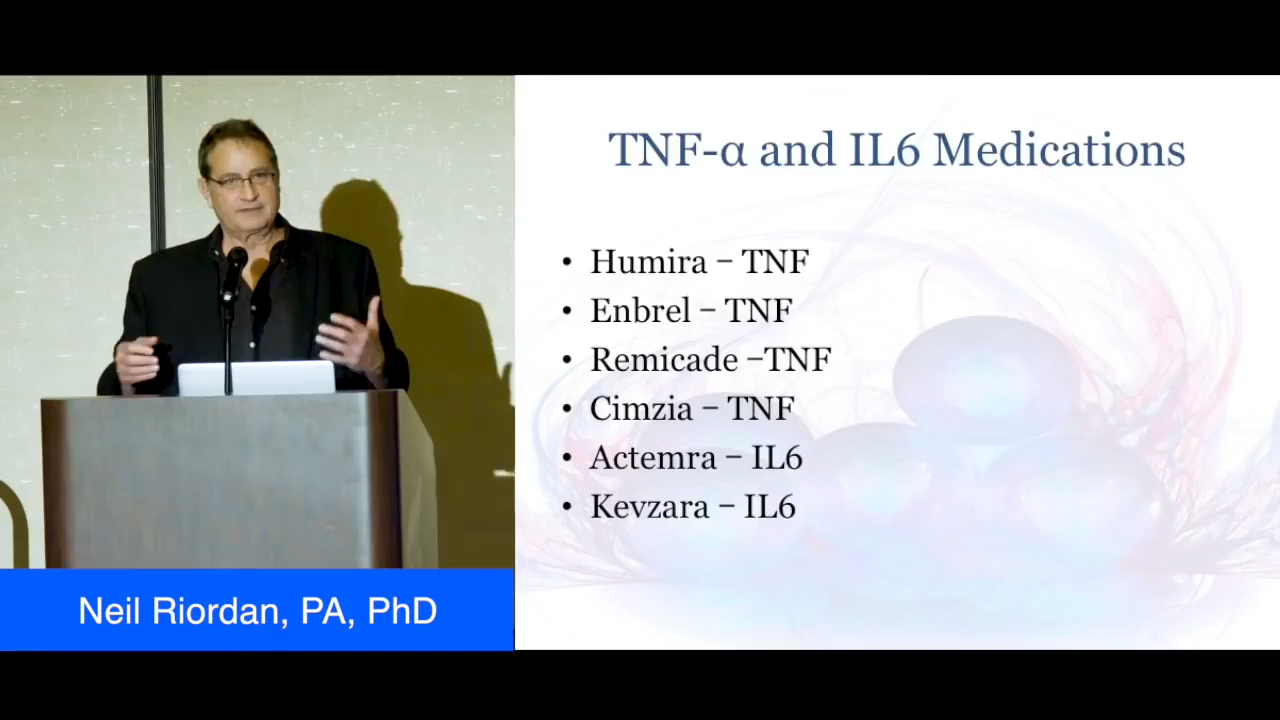 TNF-α and IL6 Medications
• Humira – TNF
• Enbrel – TNF
• Remicade –TNF
• Cimzia – TNF
• Actemra – IL6
• Kevzara – IL6
Neil Riordan, PA, PhD